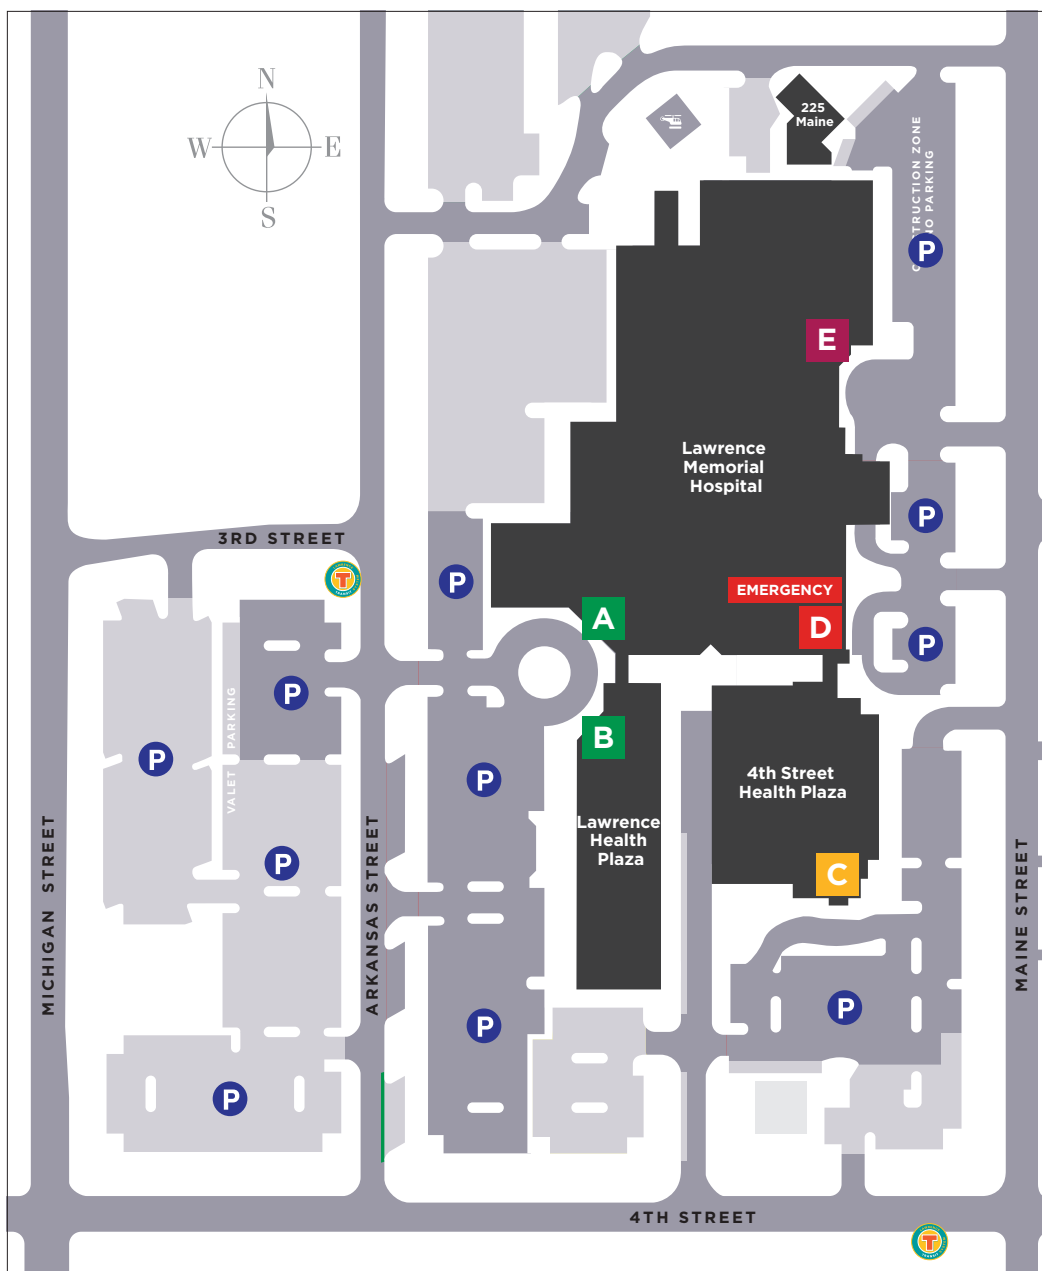 N
W
E
S
225
Maine
CONSTRUCTION ZONE
NO PARKING
P
E
Lawrence
Memorial
Hospital
P
3RD STREET
T
P
EMERGENCY
A
D
P
P
VALET PARKING
B
P
P
4th Street
Health Plaza
Lawrence
Health
Plaza
P
C
MICHIGAN STREET
ARKANSAS STREET
MAINE STREET
P
P
P
4TH STREET
T